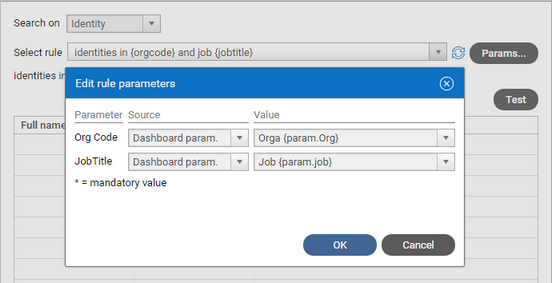 Search on Identity
Select rule identities in {orgcode} and job {jobtitle} Params...
identities in
Test
Full name
Edit rule parameters
Parameter Source Value
Org Code Dashboard param. Orga {param.Org}
JobTitle Dashboard param. Job {param.job}
* = mandatory value
OK Cancel